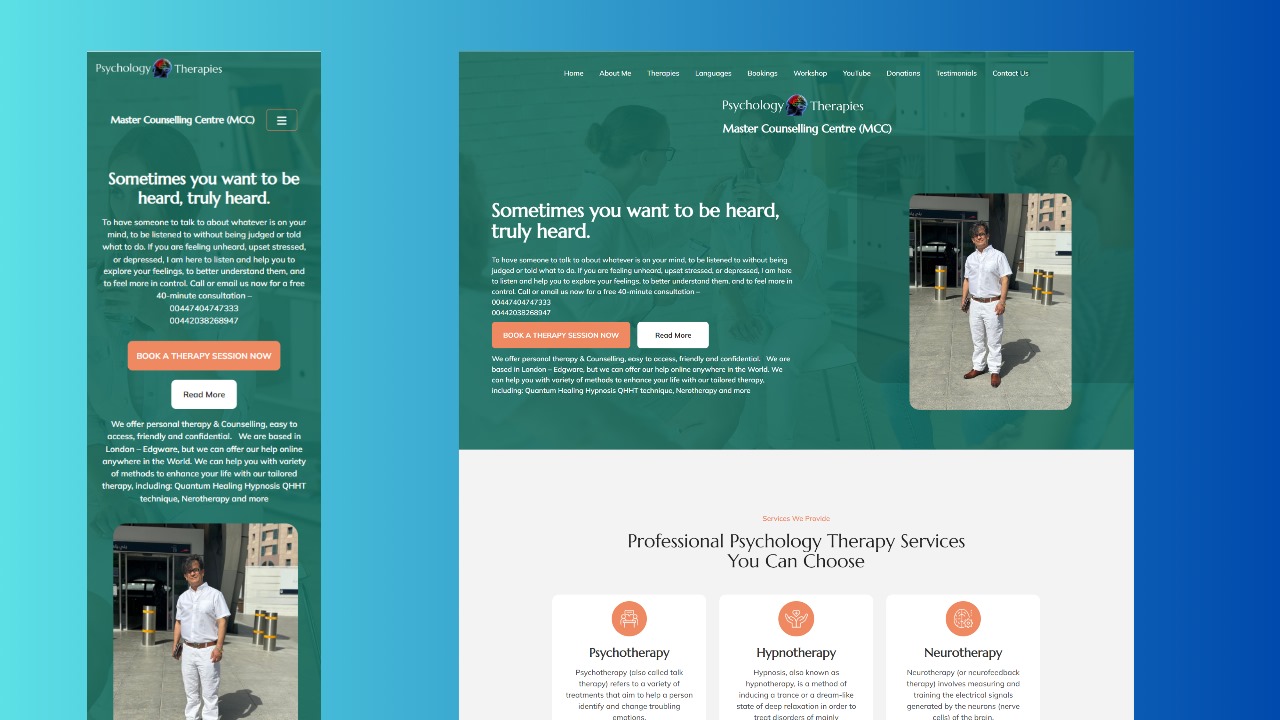 Psychology Therapies
Master Counselling Centre (MCC)
Sometimes you want to be
heard, truly heard.
To have someone to talk to about whatever is on your
mind, to be listened to without being judged or told
what to do. If you are feeling unheard, upset stressed,
or depressed, I am here to listen and help you to
explore your feelings, to better understand them, and
to feel more in control. Call or email us now for a free
40-minute consultation –
00447404747333
00442038268947
BOOK A THERAPY SESSION NOW
Read More
We offer personal therapy & Counselling, easy to
access, friendly and confidential.   We are based in
London – Edgware, but we can offer our help online
anywhere in the World. We can help you with variety
of methods to enhance your life with our tailored
therapy, including: Quantum Healing Hypnosis QHHT
technique, Nerotherapy and more
Home About Me Therapies Languages Bookings Workshop YouTube Donations Testimonials Contact Us
Psychology Therapies
Master Counselling Centre (MCC)
Sometimes you want to be heard,
truly heard.
To have someone to talk to about whatever is on your mind, to be listened to without being
judged or told what to do. If you are feeling unheard, upset stressed, or depressed, I am here
to listen and help you to explore your feelings, to better understand them, and to feel more in
control. Call or email us now for a free 40-minute consultation –
00447404747333
00442038268947
BOOK A THERAPY SESSION NOW Read More
We offer personal therapy & Counselling, easy to access, friendly and confidential.   We are
based in London – Edgware, but we can offer our help online anywhere in the World. We
can help you with variety of methods to enhance your life with our tailored therapy,
including: Quantum Healing Hypnosis QHHT technique, Nerotherapy and more
Services We Provide
Professional Psychology Therapy Services
You Can Choose
Psychotherapy
Psychotherapy (also called talk
therapy) refers to a variety of
treatments that aim to help a person
identify and change troubling
emotions.
Hypnotherapy
Hypnosis, also known as
hypnotherapy, is a method of
inducing a trance or a dream-like
state of deep relaxation in order to
treat disorders of mainly
Neurotherapy
Neurotherapy (or neurofeedback
therapy) involves measuring and
training the electrical signals
generated by the neurons (nerve
cells) of the brain.